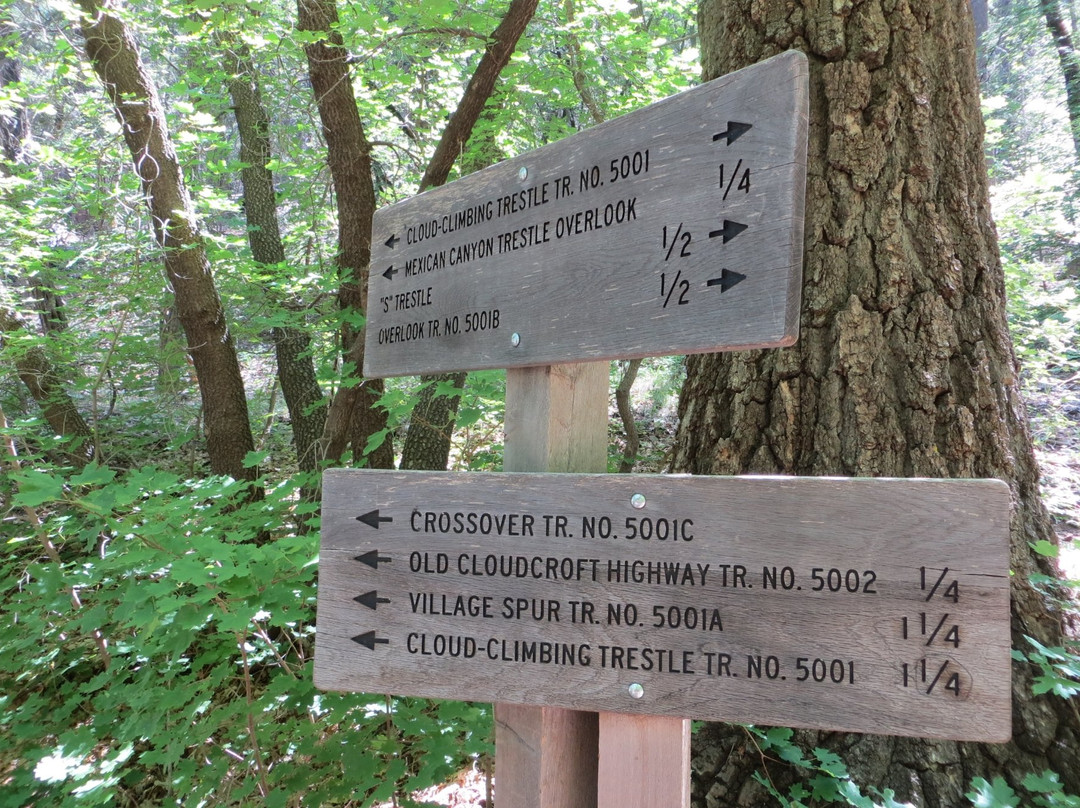 ← "CLOUD-CLIMBING TRESTLE TR. NO. 5001 →
← MEXICAN CANYON TRESTLE OVERLOOK 1/4
"S" TRESTLE 1/2 →
OVERLOOK TR. NO. 5001B 1/2 →
← CROSSOVER TR. NO. 5001C
← OLD CLOUDCROFT HIGHWAY TR. NO. 5002 1/4
← VILLAGE SPUR TR. NO. 5001A 1 1/4
← CLOUD-CLIMBING TRESTLE TR. NO. 5001 1 1/4